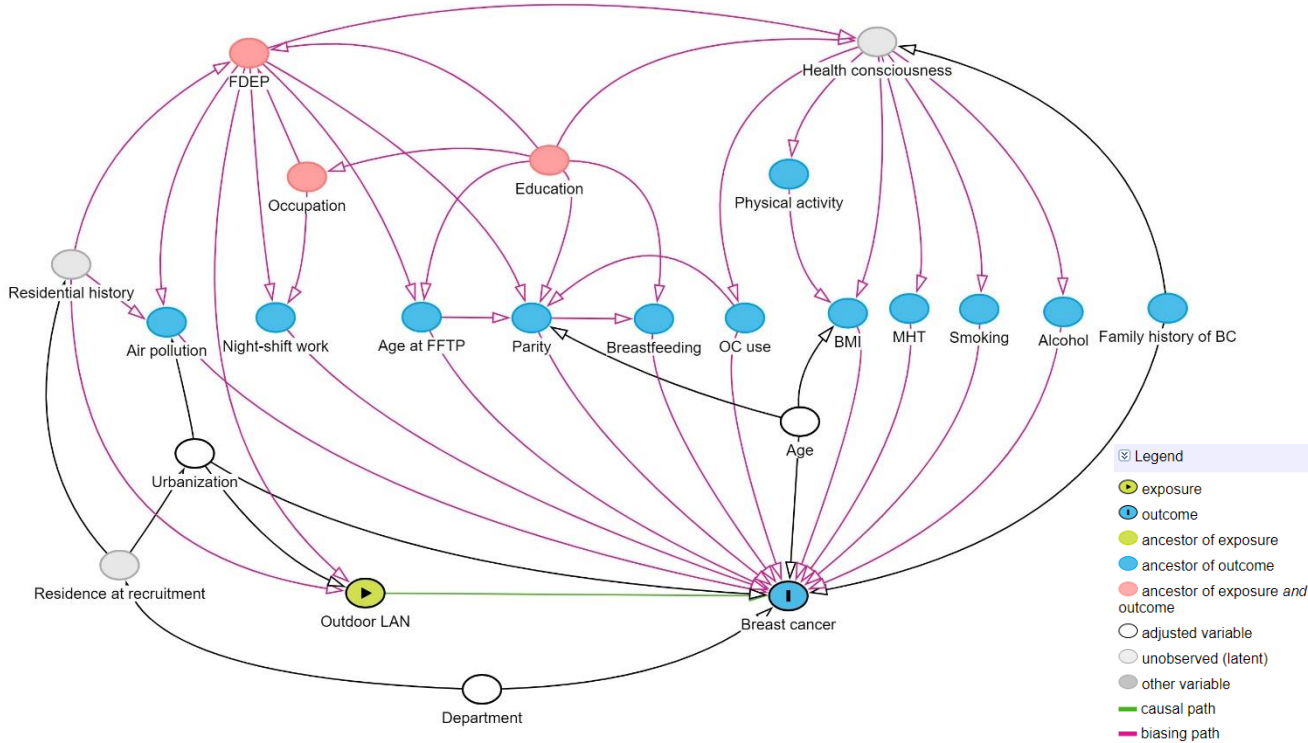 FDEP
Health consciousness
Education
Occupation
Physical activity
Residential history
Air pollution
Night-shift work
Age at FFTP
Parity
Breastfeeding
OC use
BMI
MHT
Smoking
Alcohol
Family history of BC
Age
Urbanization
Residence at recruitment
Outdoor LAN
Breast cancer
Department
Legend
exposure
outcome
ancestor of exposure
ancestor of outcome
ancestor of exposure and
outcome
adjusted variable
unobserved (latent)
other variable
causal path
biasing path